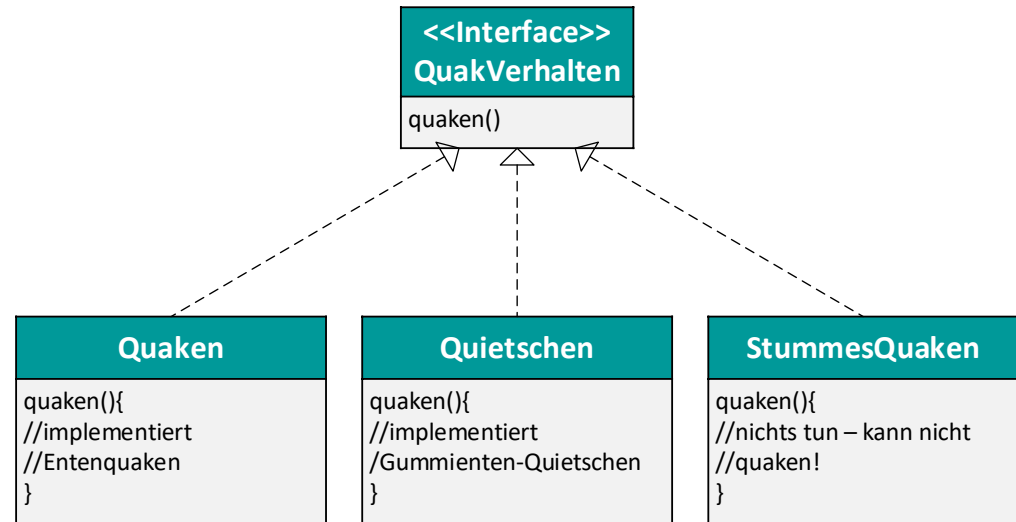 <<Interface>>
QuakVerhalten
quaken()
Quaken
quaken(){
//implementiert
//Entenquaken
}
Quietschen
quaken(){
//implementiert
/Gummienten-Quietschen
}
StummesQuaken
quaken(){
//nichts tun – kann nicht
//quaken!
}